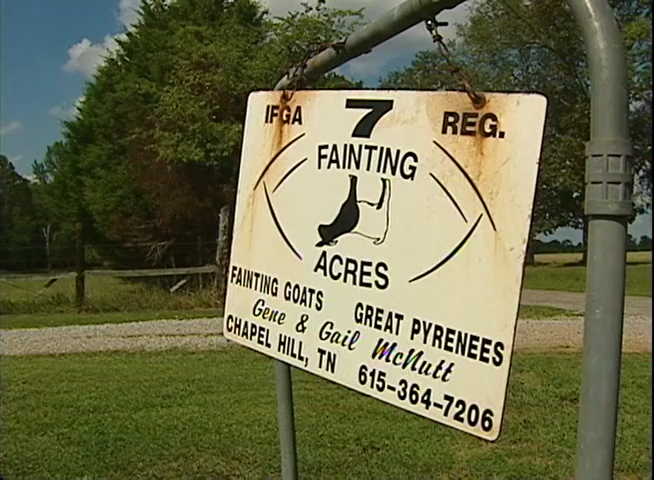 IFGA 7 REG.
FAINTING
ACRES
FAINTING GOATS GREAT PYRENEES
Gene & Gail McNutt
CHAPEL HILL, TN 615-364-7206